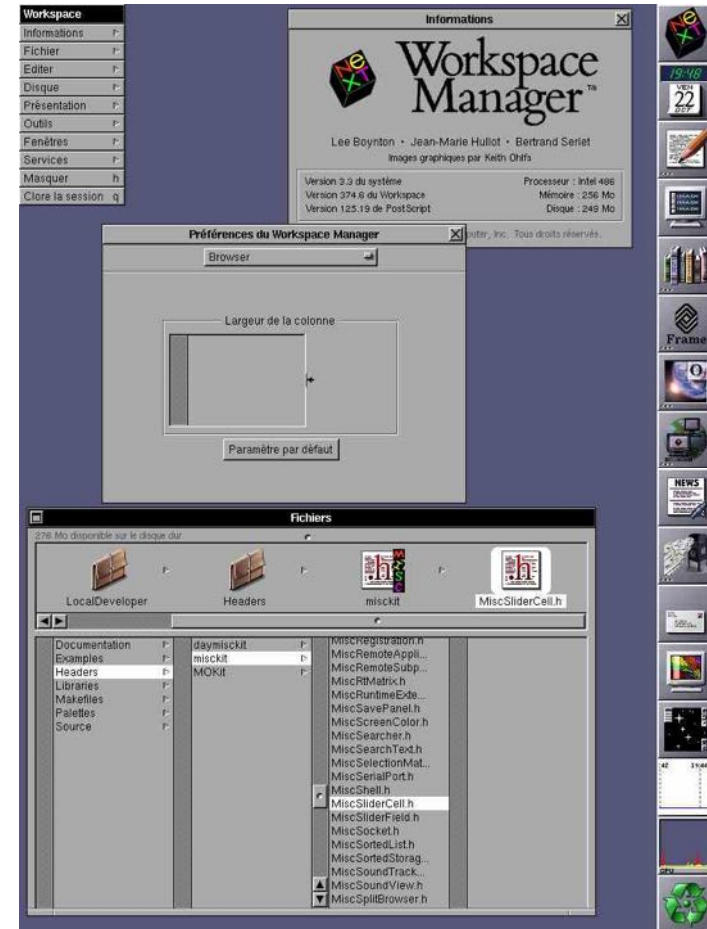 Workspace
Informations
Fichier
Editer
Disque
Présentation
Outils
Fenêtres
Services
Masquer h
Clore la session q
Informations
NeXT
Workspace
Manager™
Lee Boynton • Jean-Marie Hullot • Bertrand Serlet
Images graphiques par Keith Ohlfs
Version 3.3 du système
Processeur : Intel 486
Version 374.6 du Workspace
Mémoire : 256 Mo
Version 125.19 de PostScript
Disque : 249 Mo
puter, Inc. Tous droits réservés.
Préférences du Workspace Manager
Browser
Largeur de la colonne
Paramètre par défaut
Fichiers
276 Mo disponible sur le disque dur
LocalDeveloper
Headers
misckit
MiscSliderCell.h
Documentation
Examples
Headers
Libraries
Makefiles
Palettes
Source
daymisckit
misckit
MOKit
MiscRegistration.h
MiscRemoteAppli...
MiscRemoteSubp...
MiscRtMatrix.h
MiscRuntimeExte...
MiscSavePanel.h
MiscScreenColor.h
MiscSearcher.h
MiscSearchText.h
MiscSelectionMat...
MiscSerialPort.h
MiscShell.h
MiscSliderCell.h
MiscSliderField.h
MiscSocket.h
MiscSortedList.h
MiscSortedStorag...
MiscSoundTrack...
MiscSoundView.h
MiscSplitBrowser.h
NeXT
19:48
VEN
22
OCT
Frame
NEWS
CPU